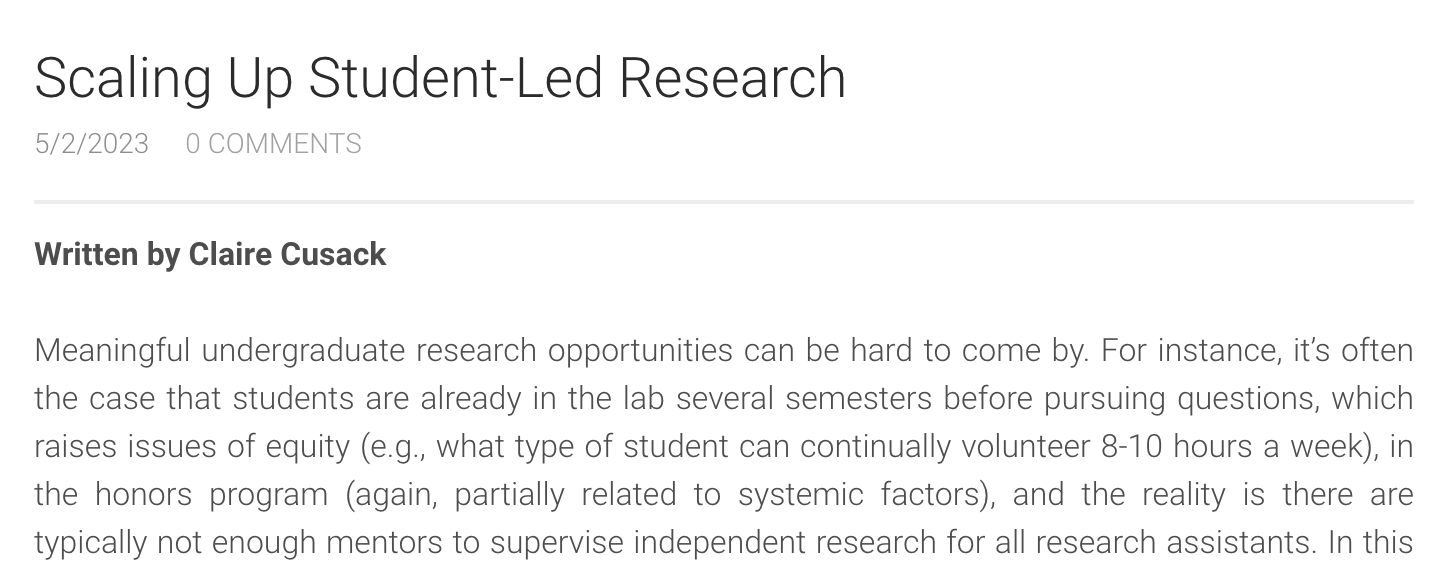 Scaling Up Student-Led Research
5/2/2023 0 COMMENTS
Written by Claire Cusack
Meaningful undergraduate research opportunities can be hard to come by. For instance, it’s often
the case that students are already in the lab several semesters before pursuing questions, which
raises issues of equity (e.g., what type of student can continually volunteer 8-10 hours a week), in
the honors program (again, partially related to systemic factors), and the reality is there are
typically not enough mentors to supervise independent research for all research assistants. In this